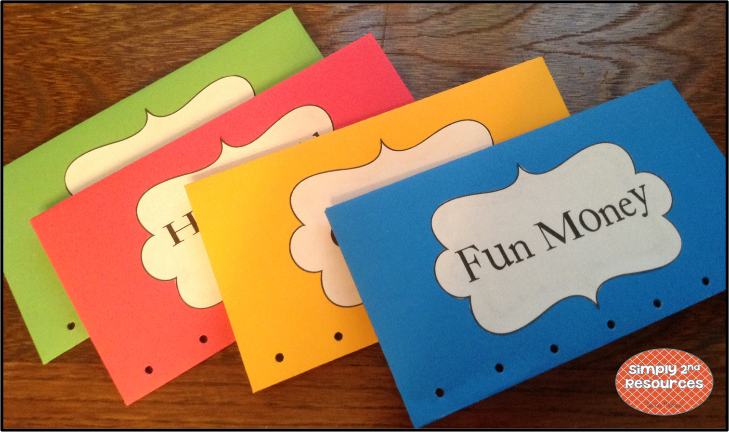 H
Fun Money
Simply 2nd
Resources